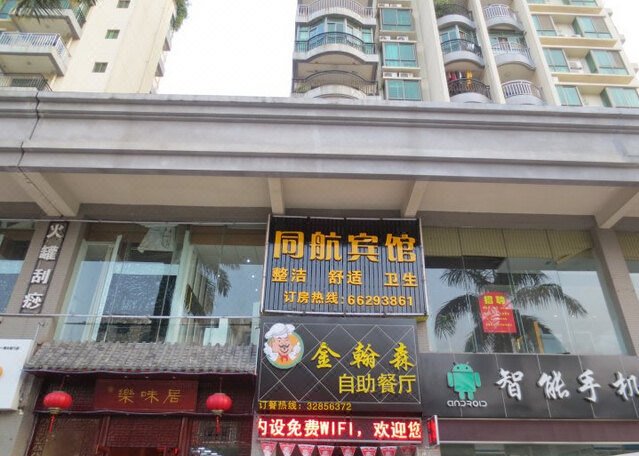 火罐刮痧
同航宾馆
整洁 舒适 卫生
订房热线:66293861
招聘
金翰森
自助餐厅
订餐热线: 32856372
内设免费WIFI, 欢迎您
樂味居
ANDROID
智能手机